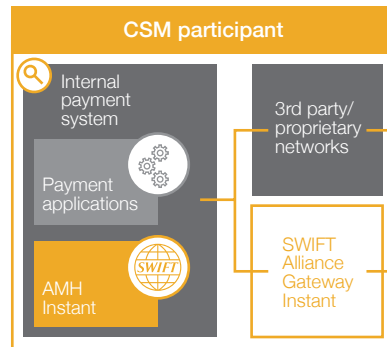 CSM participant
Internal
payment
system
Payment
applications
SWIFT
AMH
Instant
3rd party/
proprietary
networks
SWIFT
Alliance
Gateway
Instant